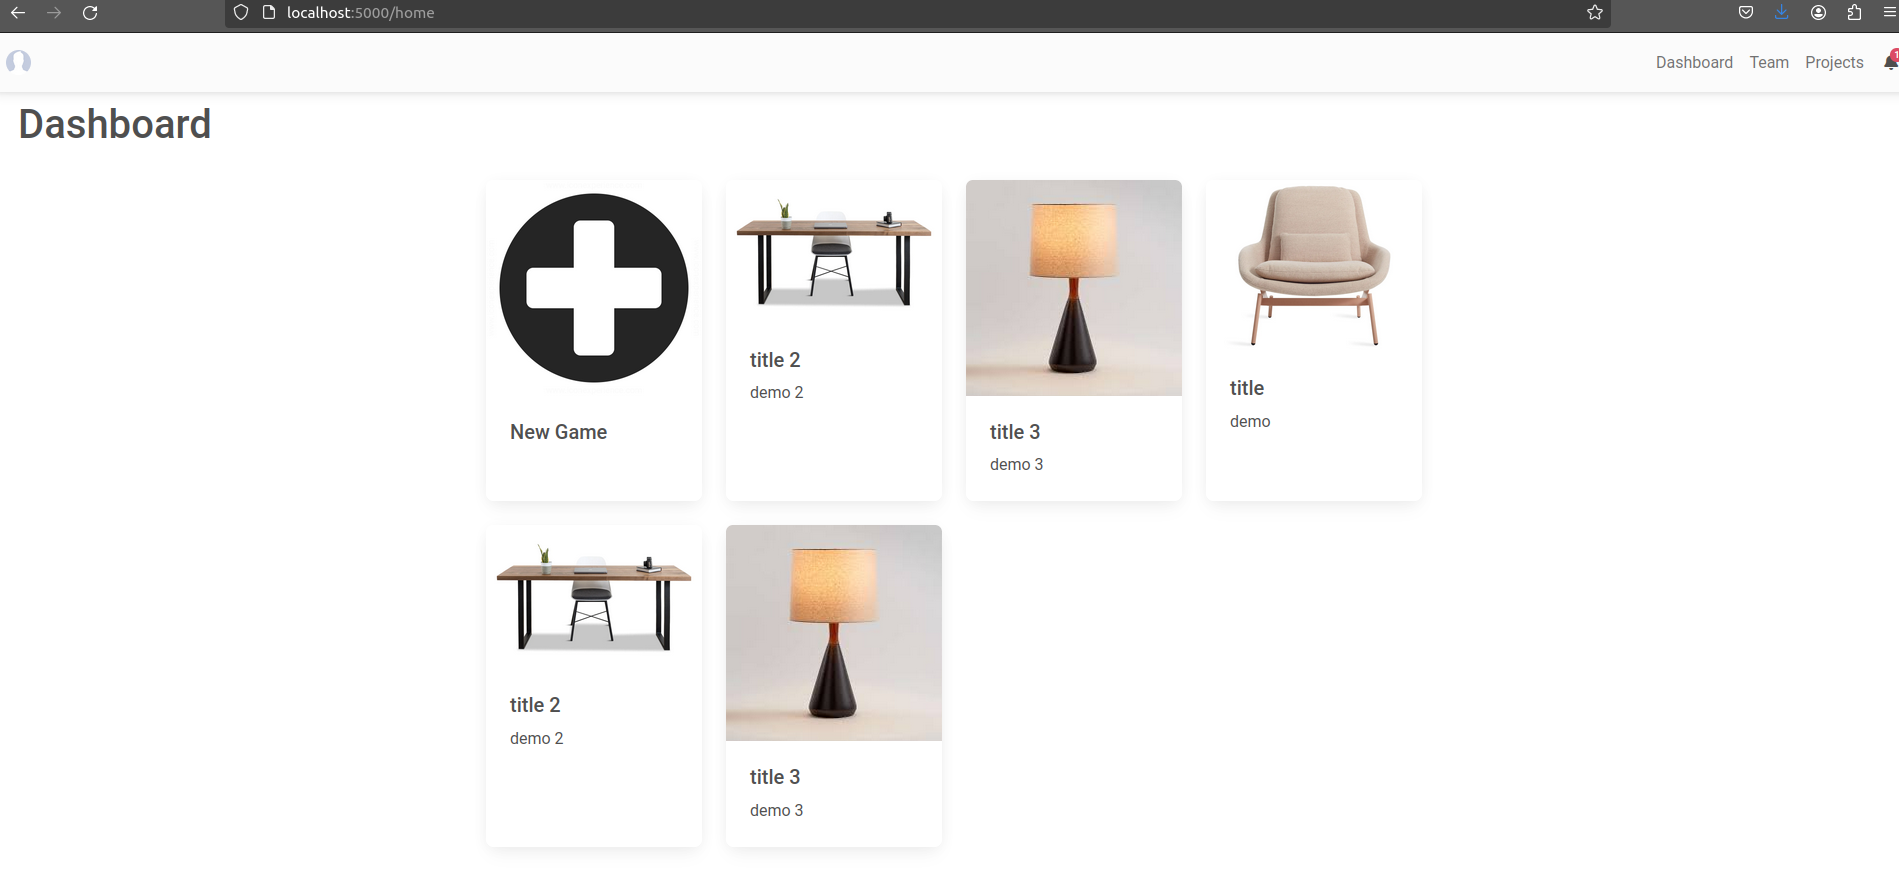 localhost:5000/home
Dashboard Team Projects 1
Dashboard
New Game
title 2
demo 2
title 3
demo 3
title
demo
title 2
demo 2
title 3
demo 3